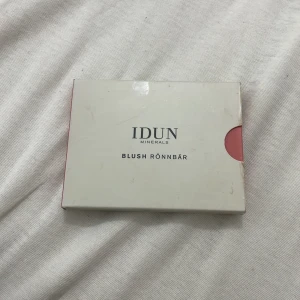 IDUN
MINERALS
BLUSH RÖNNBÄR